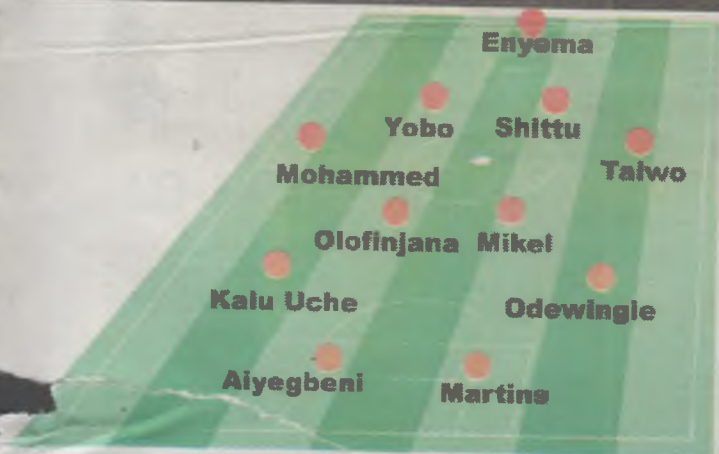 Enyema
Yobo Shittu
Mohammed Taiwo
Olofinjana Mikel
Kalu Uche Odewingie
Aiyegbeni Martins